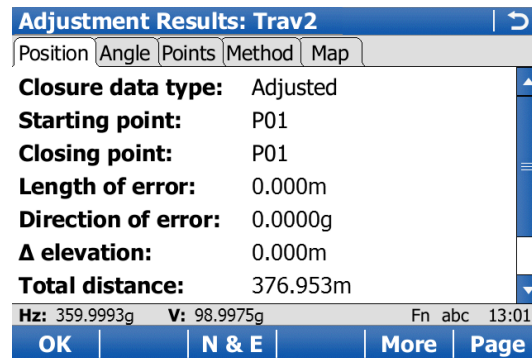 Adjustment Results: Trav2
Position Angle Points Method Map
Closure data type: Adjusted
Starting point: P01
Closing point: P01
Length of error: 0.000m
Direction of error: 0.0000g
Δ elevation: 0.000m
Total distance: 376.953m
Hz: 359.9993g V: 98.9975g Fn abc 13:01
OK N & E More Page